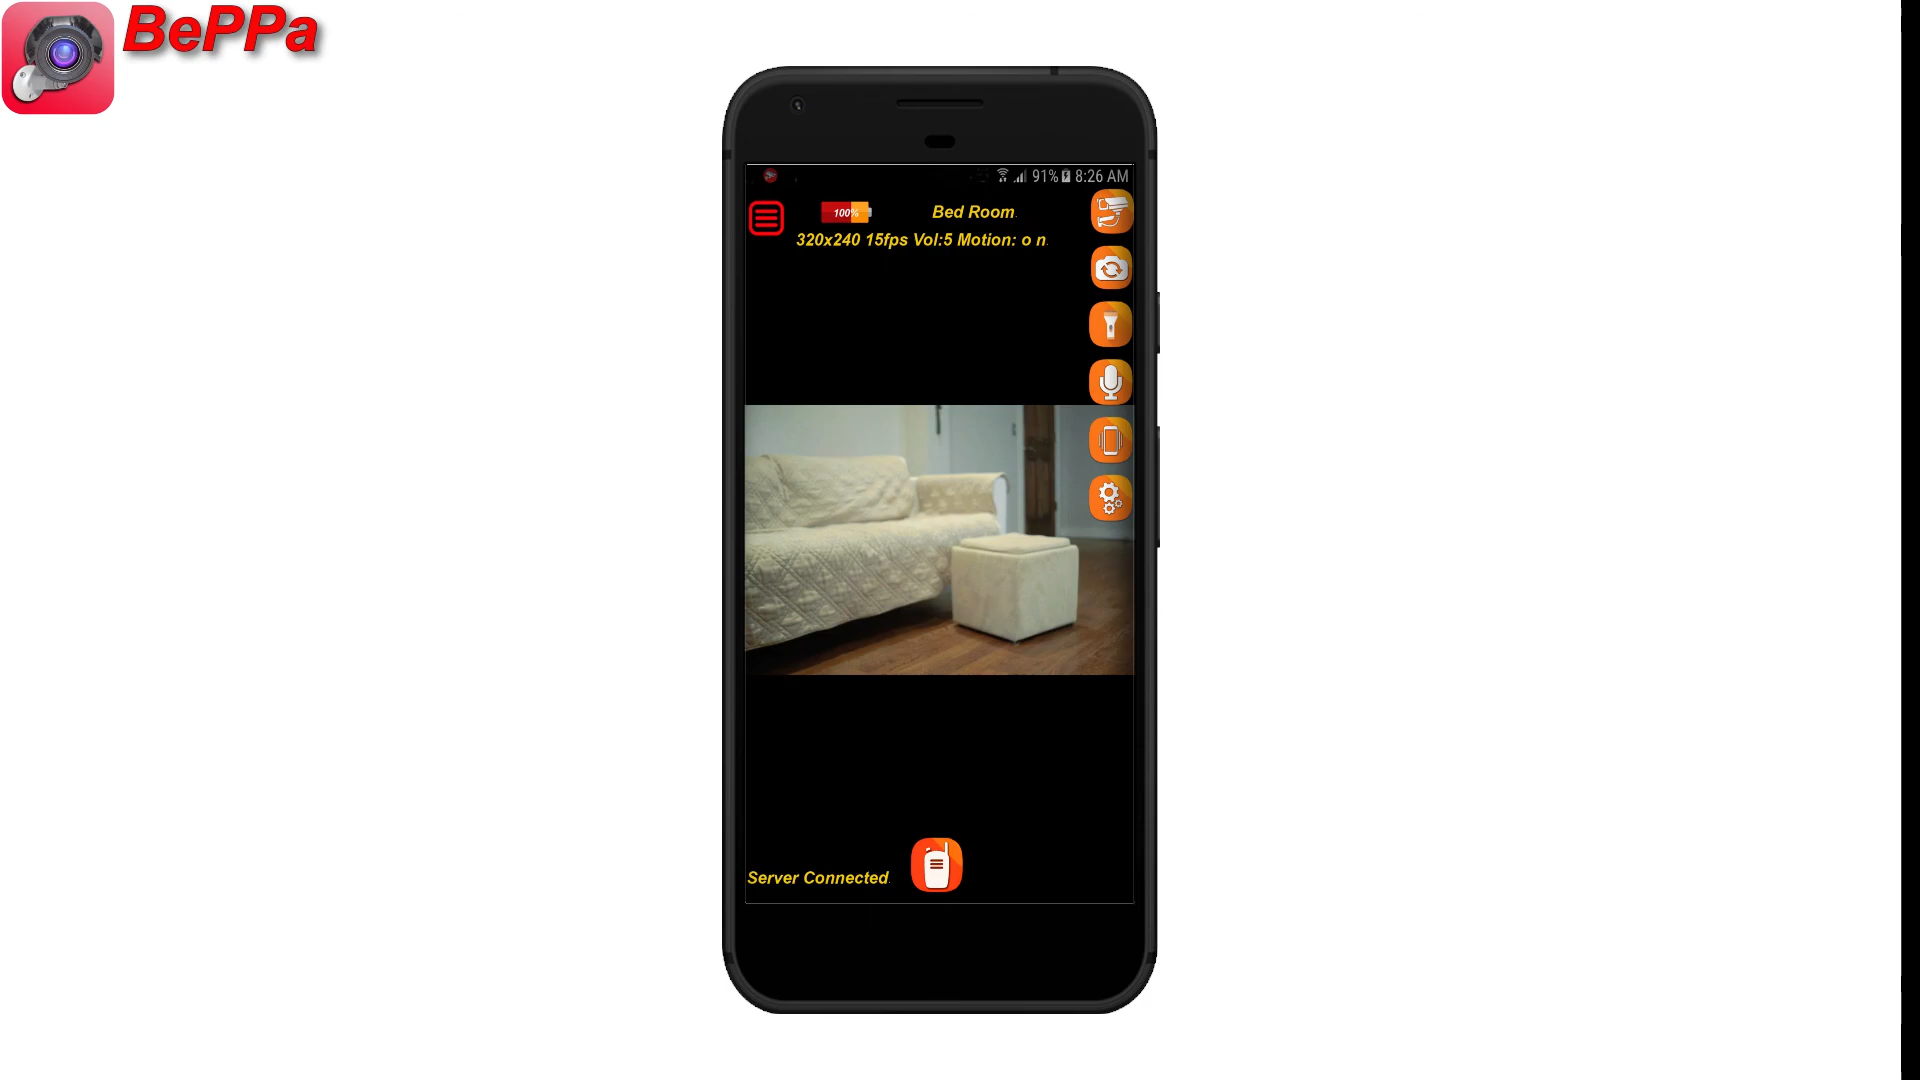 BePPa
91% 8:26 AM
100% Bed Room
320x240 15fps Vol:5 Motion: o n
Server Connected